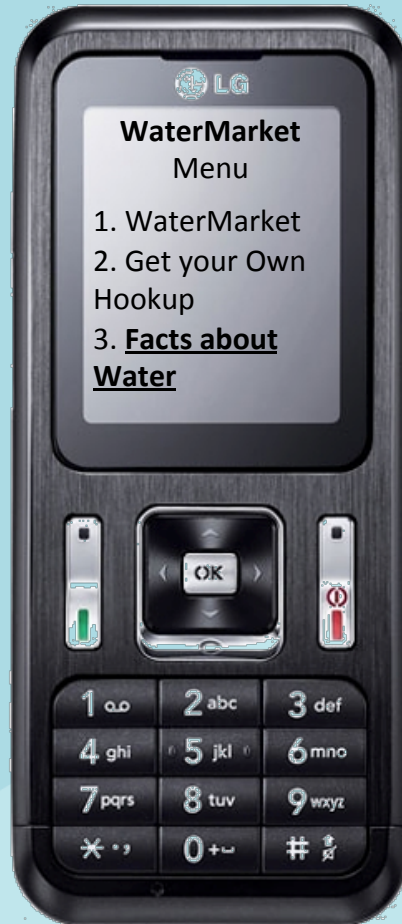 LG
WaterMarket
Menu
1. WaterMarket
2. Get your Own
Hookup
3. Facts about
Water
OK
1 2 abc 3 def
4 ghi 5 jkl 6 mno
7 pqrs 8 tuv 9 wxyz
* 0 + #